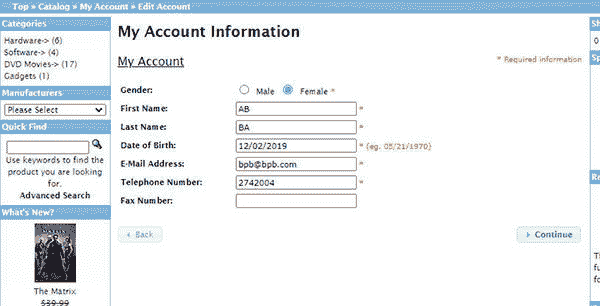 Top » Catalog » My Account » Edit Account
Categories
Hardware-> (6)
Software-> (4)
DVD Movies-> (17)
Gadgets (1)
Manufacturers
Please Select
Quick Find
Use keywords to find the
product you are looking
for.
Advanced Search
What's New?
The Matrix
$39.99
My Account Information
My Account
* Required information
Gender: Male Female *
First Name: AB *
Last Name: BA *
Date of Birth: 12/02/2019 * (eg. 05/21/1970)
E-Mail Address: bpb@bpb.com *
Telephone Number: 2742004 *
Fax Number:
Back
Continue